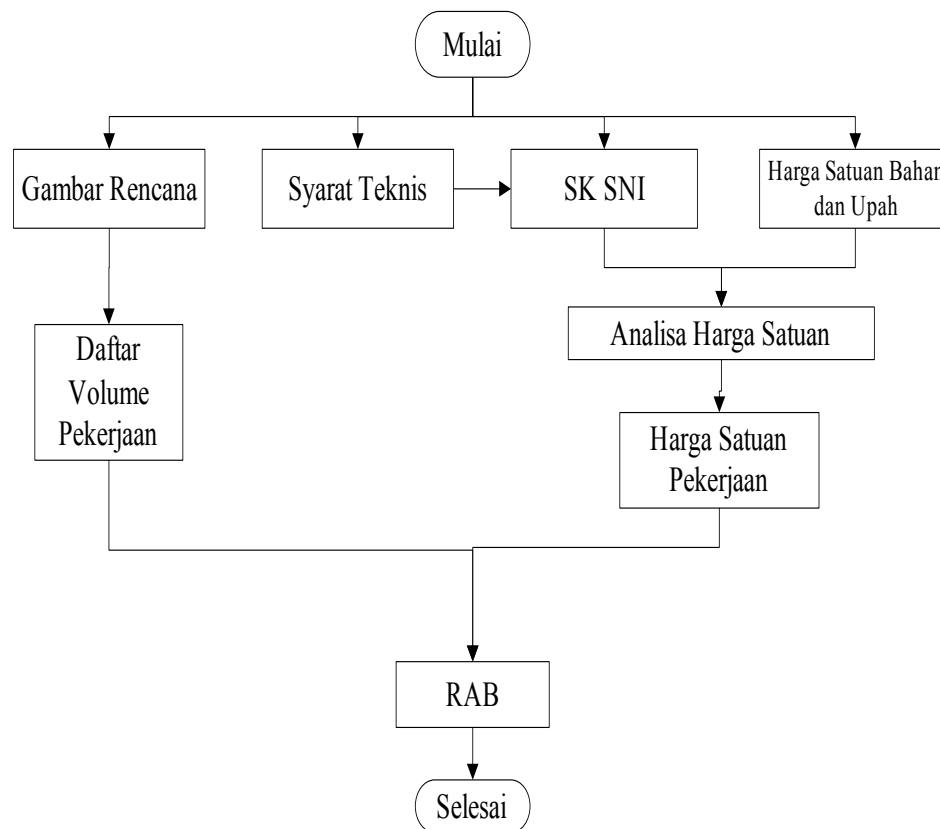 Mulai
Gambar Rencana
Syarat Teknis
SK SNI
Harga Satuan Bahan
dan Upah
Analisa Harga Satuan
Daftar
Volume
Pekerjaan
Harga Satuan
Pekerjaan
RAB
Selesai